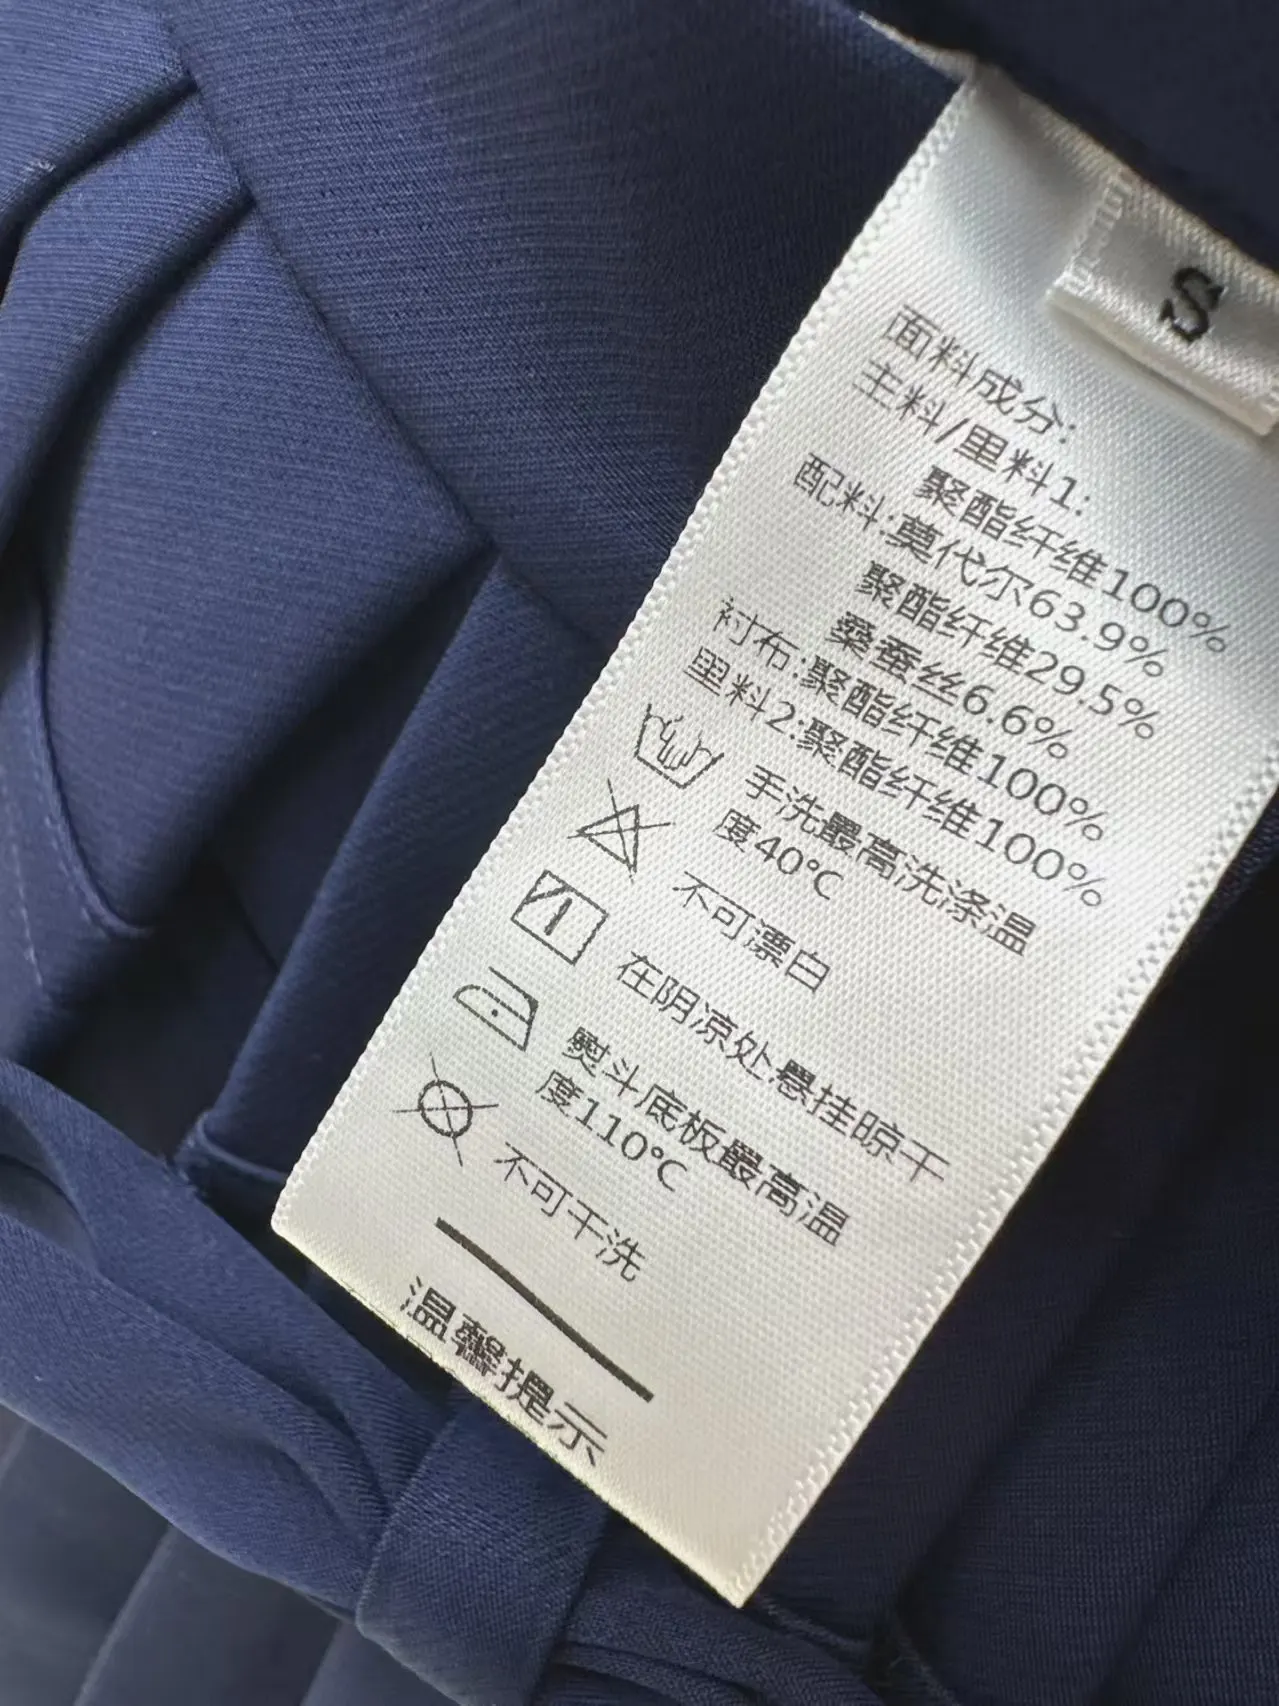 S
面料成分:
主料/里料1:
聚酯纤维100%
配料:莫代尔63.9%
聚酯纤维29.5%
桑蚕丝6.6%
衬布:聚酯纤维100%
里料2:聚酯纤维100%
手洗最高洗涤温
度40℃
不可漂白
在阴凉处悬挂晾干
熨斗底板最高温
度110℃
不可干洗
温馨提示